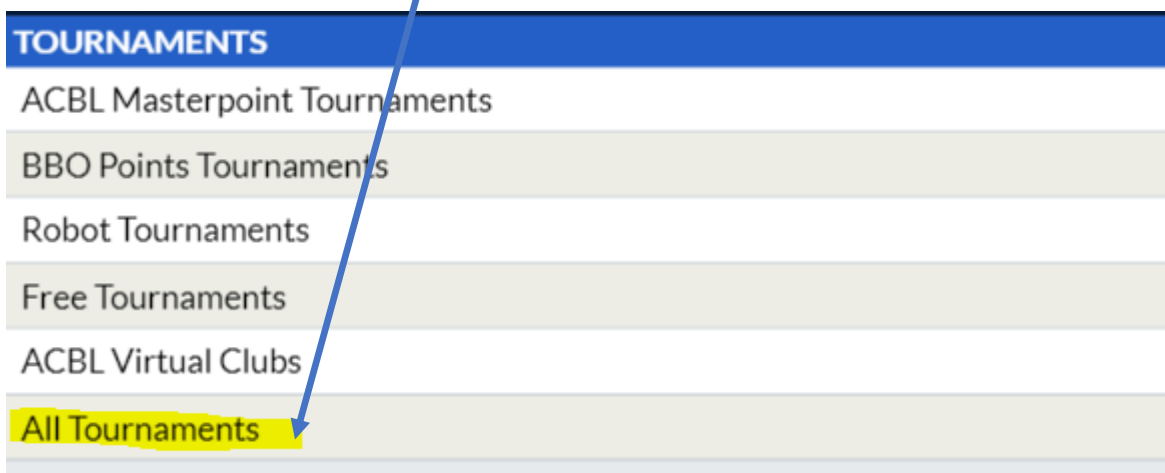 TOURNAMENTS
ACBL Masterpoint Tournaments
BBO Points Tournaments
Robot Tournaments
Free Tournaments
ACBL Virtual Clubs
All Tournaments